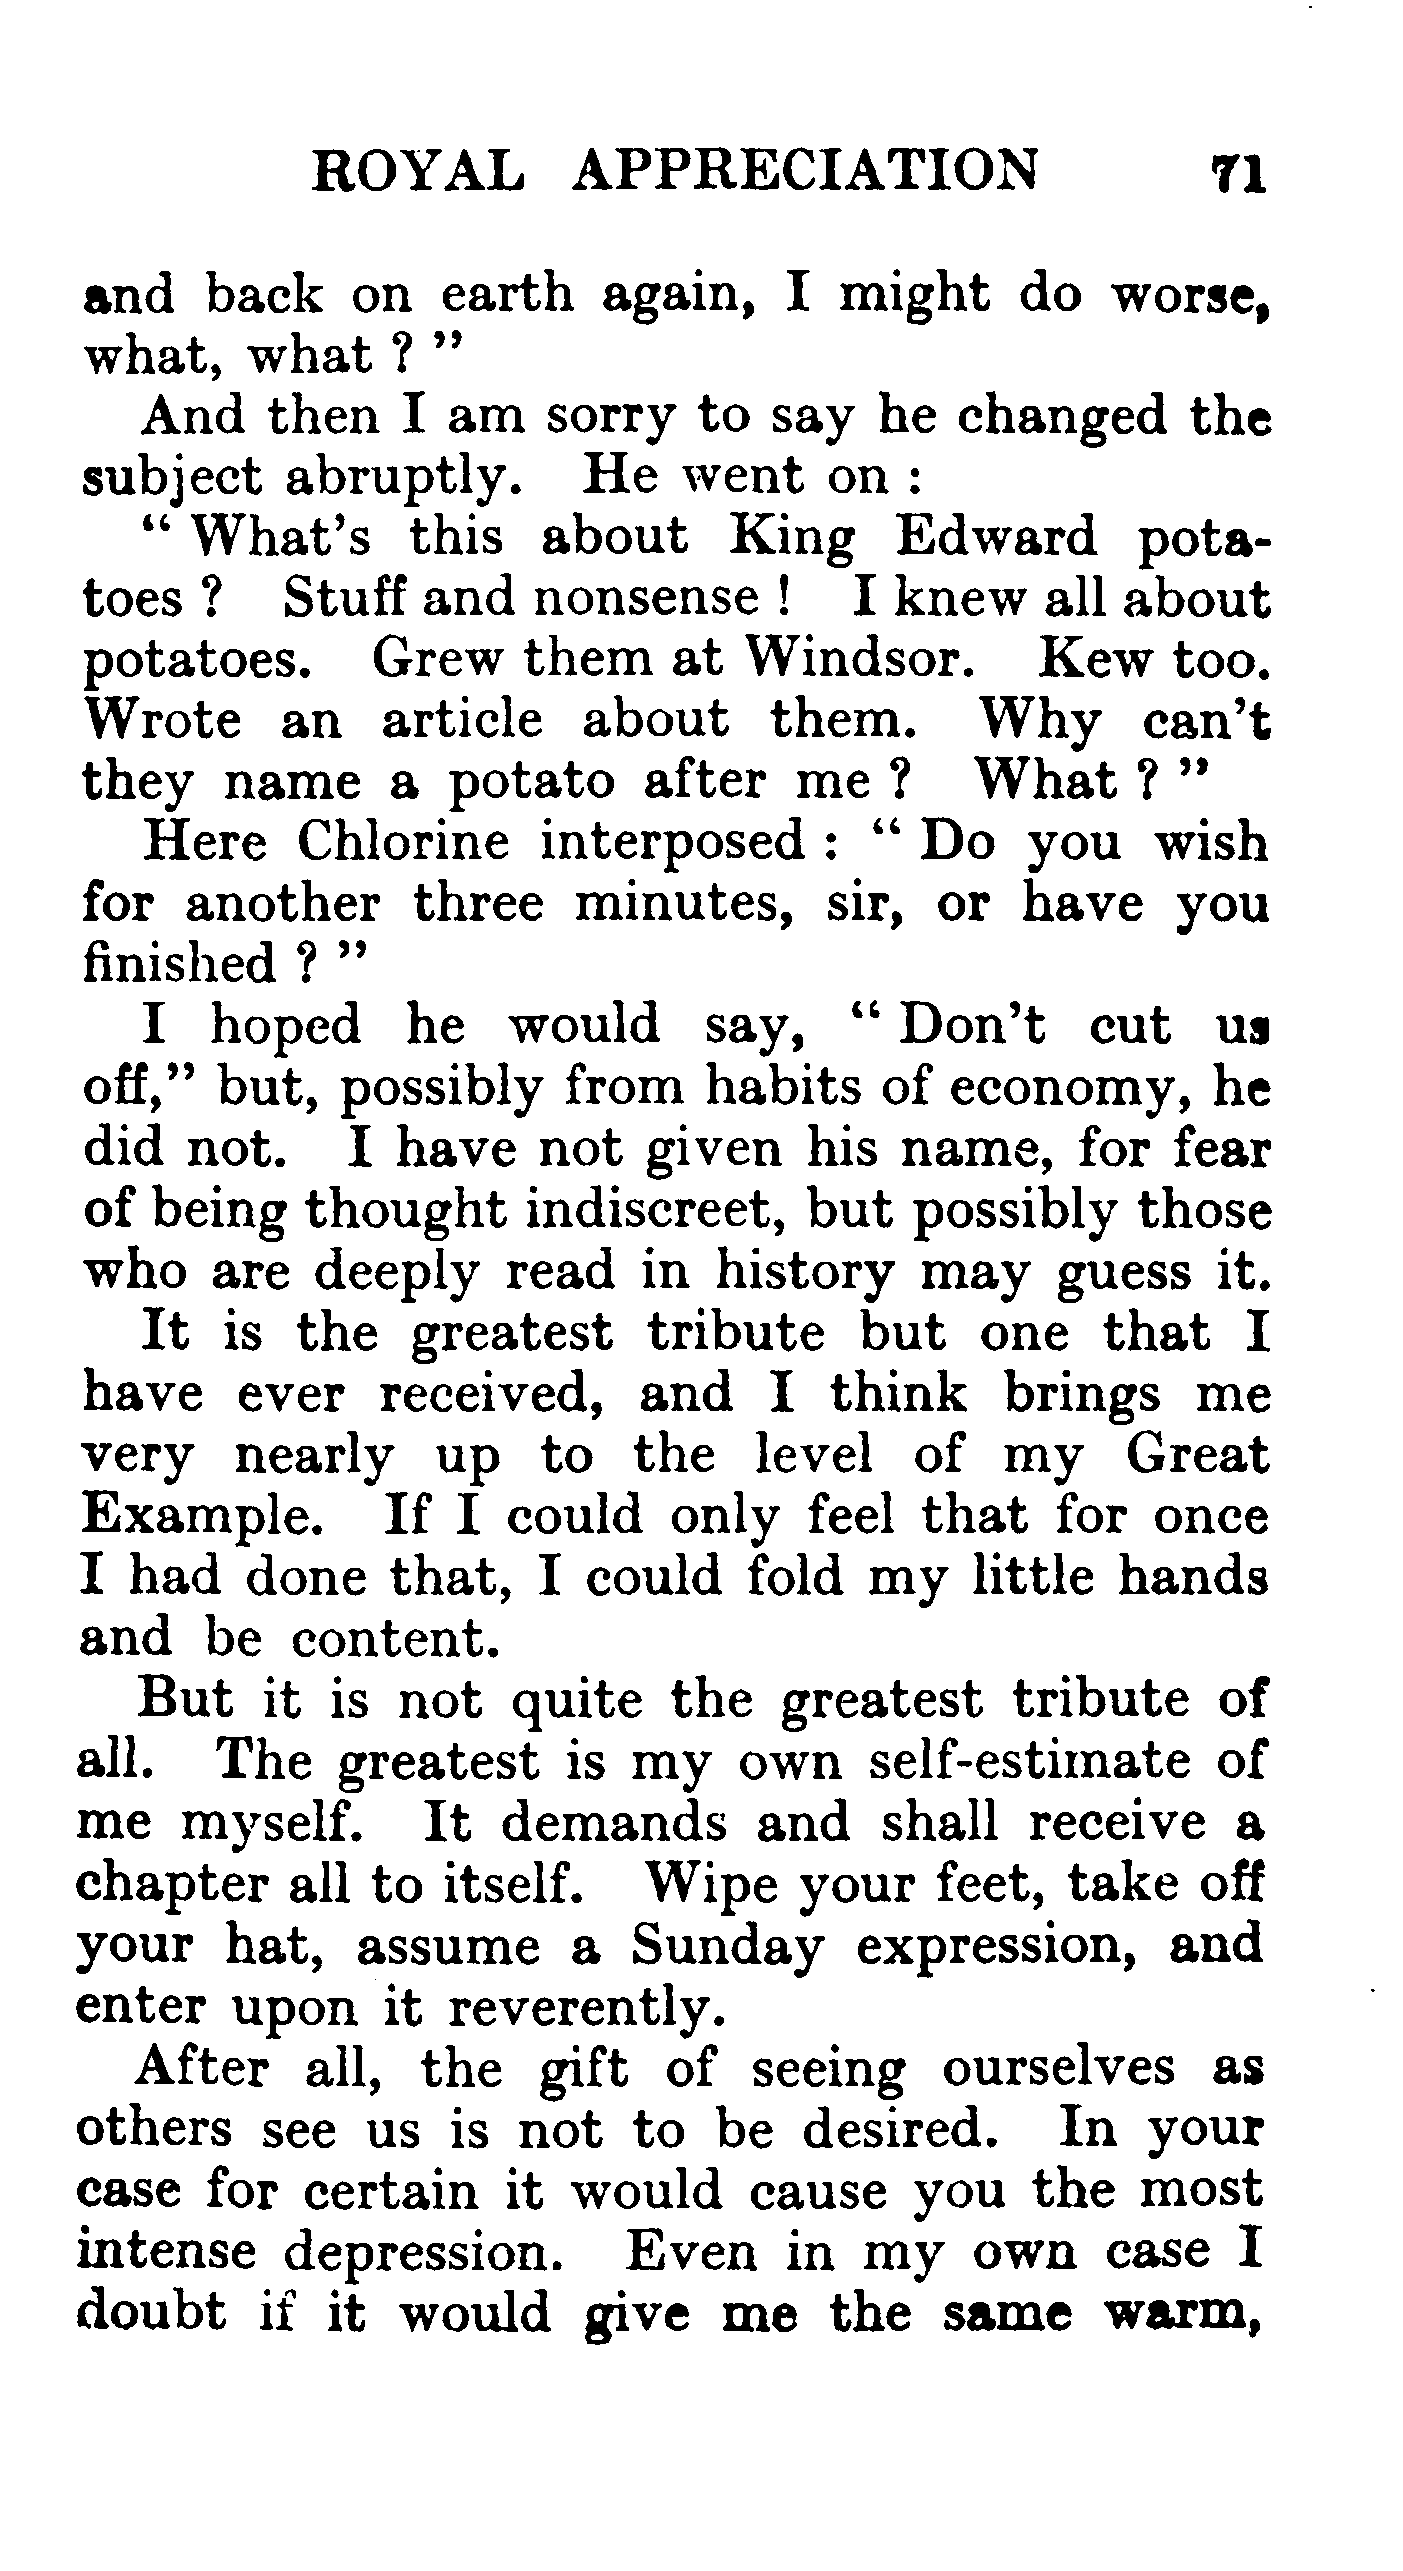 ROYAL APPRECIATION 71
and back on earth again, I might do worse,
what, what ? ”
And then I am sorry to say he changed the
subject abruptly. He went on :
“ What’s this about King Edward pota-
toes ? Stuff and nonsense ! I knew all about
potatoes. Grew them at Windsor. Kew too.
Wrote an article about them. Why can’t
they name a potato after me ? What ? ”
Here Chlorine interposed : “ Do you wish
for another three minutes, sir, or have you
finished ? ”
I hoped he would say, “ Don’t cut us
off,” but, possibly from habits of economy, he
did not. I have not given his name, for fear
of being thought indiscreet, but possibly those
who are deeply read in history may guess it.
It is the greatest tribute but one that I
have ever received, and I think brings me
very nearly up to the level of my Great
Example. If I could only feel that for once
I had done that, I could fold my little hands
and be content.
But it is not quite the greatest tribute of
all. The greatest is my own self-estimate of
me myself. It demands and shall receive a
chapter all to itself. Wipe your feet, take off
your hat, assume a Sunday expression, and
enter upon it reverently.
After all, the gift of seeing ourselves as
others see us is not to be desired. In your
case for certain it would cause you the most
intense depression. Even in my own case I
doubt if it would give me the same warm,